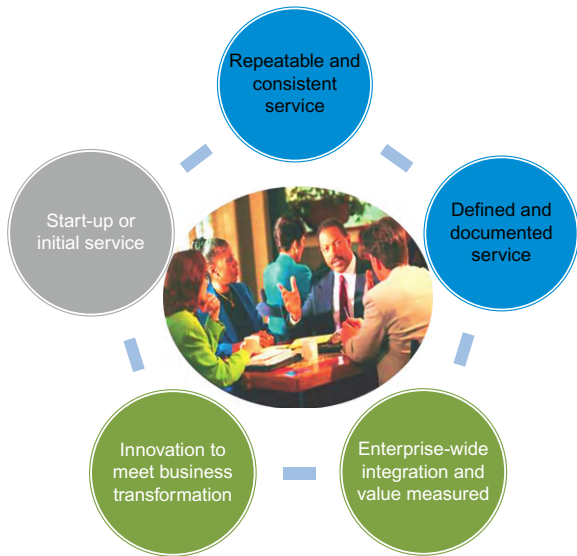 Repeatable and
consistent
service
Start-up or
initial service
Defined and
documented
service
Innovation to
meet business
transformation
Enterprise-wide
integration and
value measured